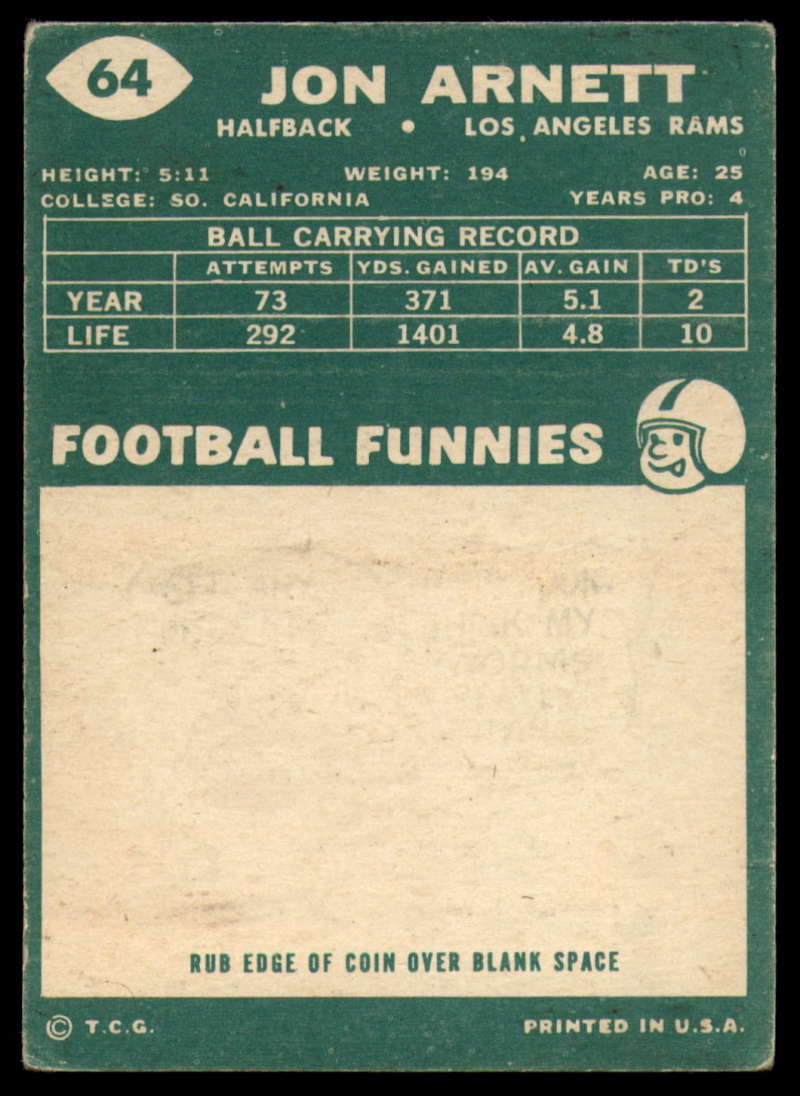 64
JON ARNETT
HALFBACK • LOS ANGELES RAMS
HEIGHT: 5:11 WEIGHT: 194 AGE: 25
COLLEGE: SO. CALIFORNIA YEARS PRO: 4
BALL CARRYING RECORD
ATTEMPTS YDS. GAINED AV. GAIN TD'S
YEAR 73 371 5.1 2
LIFE 292 1401 4.8 10
FOOTBALL FUNNIES
MY
RUB EDGE OF COIN OVER BLANK SPACE
© T.C.G. PRINTED IN U.S.A.